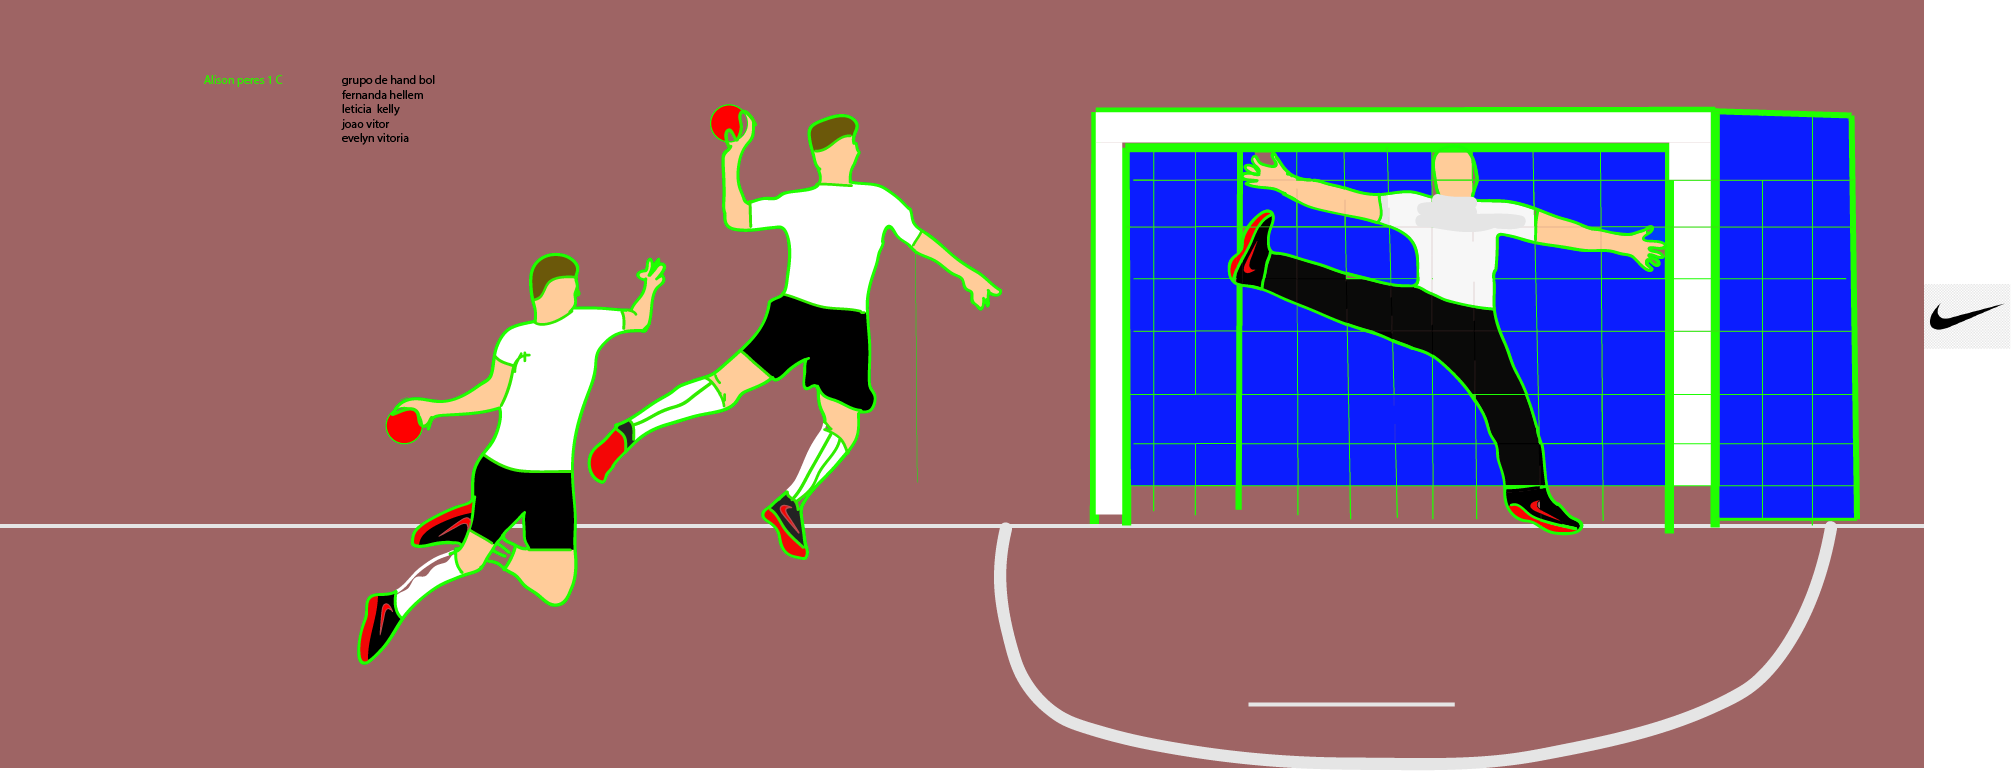 Alison peres 1 C
grupo de hand bol
fernanda hellem
leticia kelly
joao vitor
evelyn vitoria